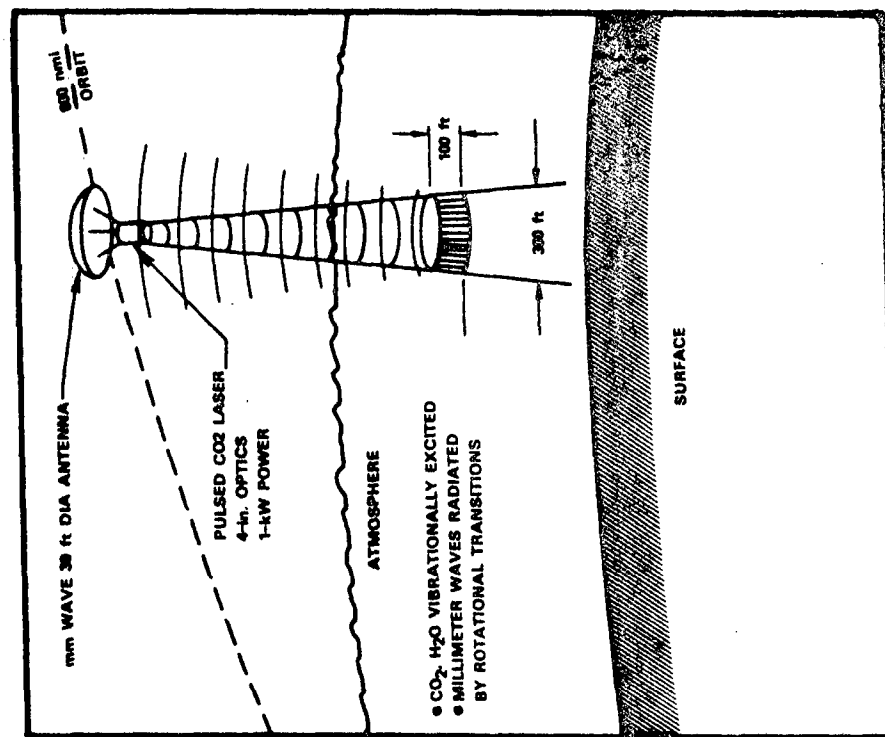 mm WAVE 30 ft DIA ANTENNA
nmi
ORBIT
PULSED CO2 LASER
4-in. OPTICS
1-kW POWER
ATMOSPHERE
100 ft
● CO₂, H₂O VIBRATIONALLY EXCITED
● MILLIMETER WAVES RADIATED
BY ROTATIONAL TRANSITIONS
300 ft
SURFACE